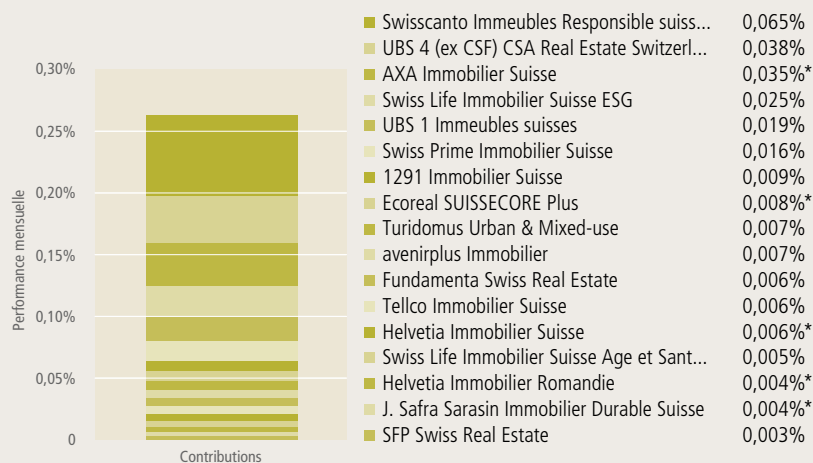 Swisscanto Immeubles Responsible suiss... 0,065%
UBS 4 (ex CSF) CSA Real Estate Switzerl... 0,038%
AXA Immobilier Suisse 0,035%*
Swiss Life Immobilier Suisse ESG 0,025%
UBS 1 Immeubles suisses 0,019%
Swiss Prime Immobilier Suisse 0,016%
1291 Immobilier Suisse 0,009%
Ecoreal SUISSECORE Plus 0,008%*
Turidomus Urban & Mixed-use 0,007%
avenirplus Immobilier 0,007%
Fundamenta Swiss Real Estate 0,006%
Tellco Immobilier Suisse 0,006%
Helvetia Immobilier Suisse 0,006%*
Swiss Life Immobilier Suisse Age et Sant... 0,005%
Helvetia Immobilier Romandie 0,004%*
J. Safra Sarasin Immobilier Durable Suisse 0,004%*
SFP Swiss Real Estate 0,003%
Performance mensuelle
0,30%
0,25%
0,20%
0,15%
0,10%
0,05%
0
Contributions